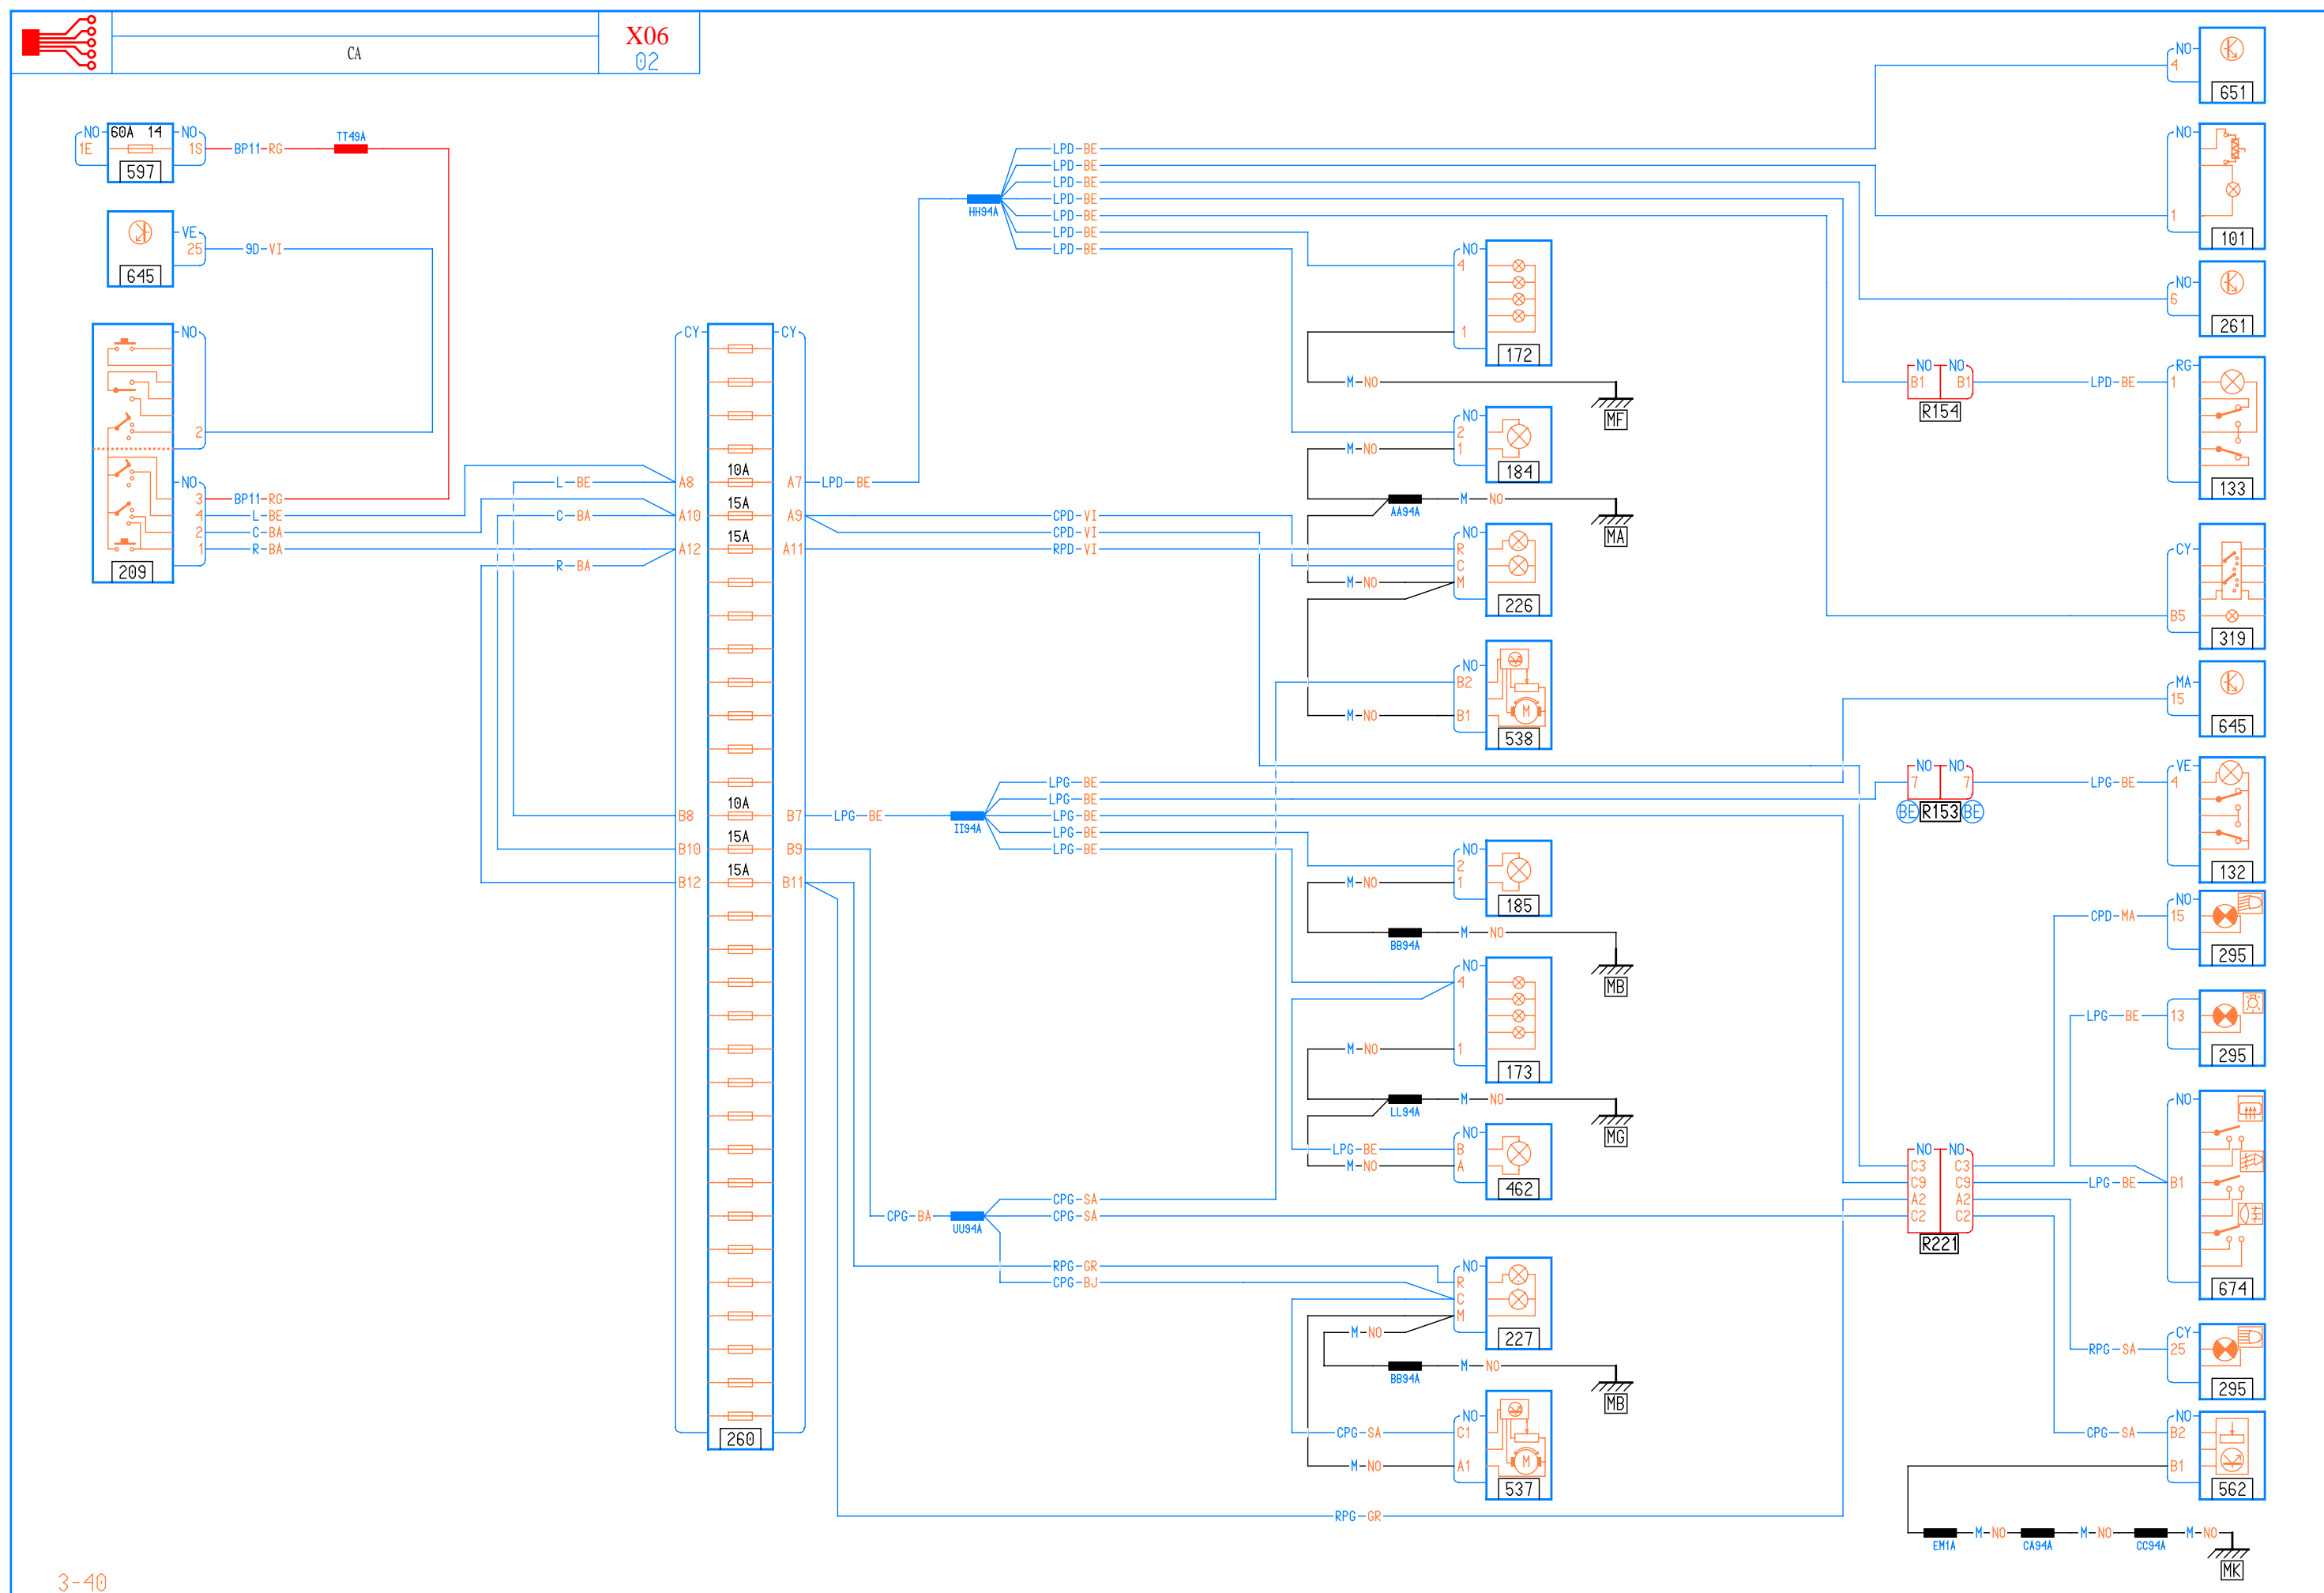 CA
X06
02
NO 60A 14 NO
1E 1S BP11-RG TT49A
597
VE
25 9D-VI
645
NO
2
NO
3 BP11-RG
4 L-BE
2 C-BA
1 R-BA
209
CY CY
L-BE A8 10A A7 LPD-BE
C-BA A10 15A A9
A12 15A A11
R-BA
B8 10A B7 LPG-BE
B10 15A B9
B12 15A B11
260
HH94A
LPD-BE
LPD-BE
LPD-BE
LPD-BE
LPD-BE
LPD-BE
LPD-BE
CPD-VI
CPD-VI
RPD-VI
II94A
LPG-BE
LPG-BE
LPG-BE
LPG-BE
LPG-BE
CPG-BA UU94A
CPG-SA
CPG-SA
RPG-GR
CPG-BJ
RPG-GR
NO
4
1
172
M-NO
MF
NO
2
M-NO 1
184
AA94A M-NO
MA
NO
R
C
M-NO M
226
NO
B2
M-NO B1
M
538
NO
2
M-NO 1
185
BB94A M-NO
MB
NO
4
M-NO 1
173
LL94A M-NO
MG
NO
LPG-BE B
M-NO A
462
NO
R
C
M
M-NO
227
BB94A M-NO
MB
NO
CPG-SA C1
M-NO A1
M
537
NO
4
651
NO
1
101
NO
6
261
NO NO
B1 B1
R154
LPD-BE
RG
1
133
CY
B5
319
MA
15
645
NO NO
7 7
BE R153 BE
LPG-BE
VE
4
132
NO
CPD-MA 15
295
LPG-BE 13
295
NO NO
C3 C3
C9 C9
A2 A2
C2 C2
R221
NO
LPG-BE B1
674
CY
RPG-SA 25
295
NO
CPG-SA B2
B1
562
EM1A M-NO CA94A M-NO CC94A M-NO
MK
3-40